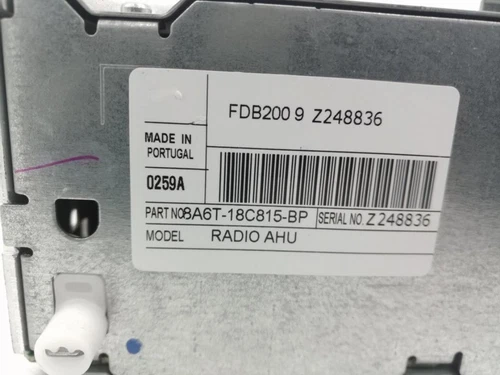 FDB200 9 Z248836
MADE IN
PORTUGAL
0259A
PART NO 8A6T-18C815-BP SERIAL NO. Z248836
MODEL RADIO AHU